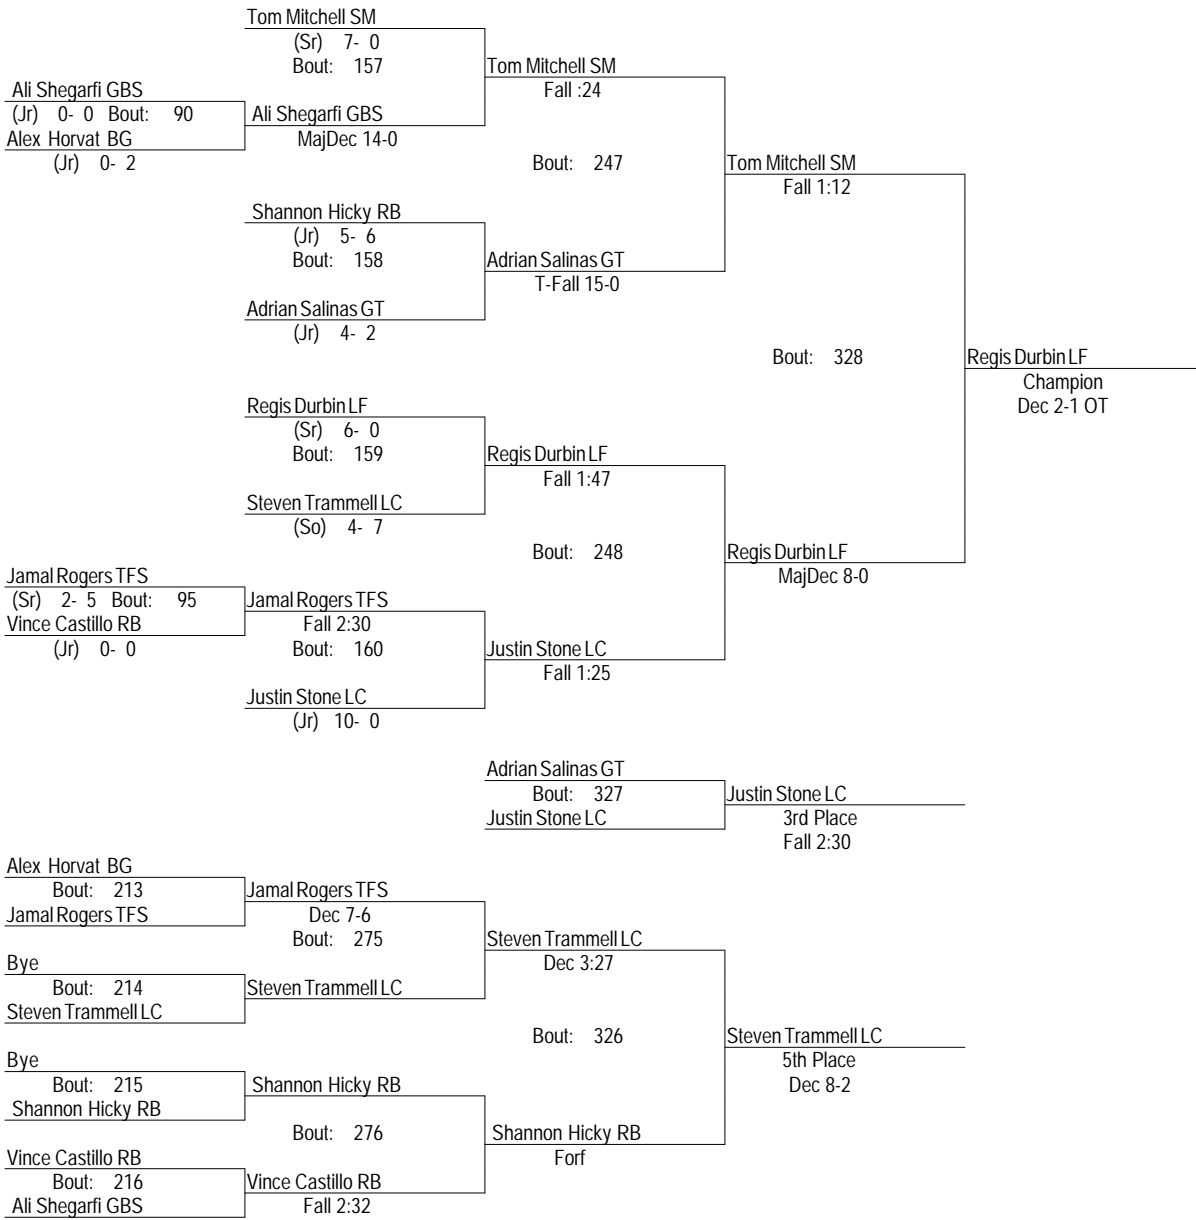 Tom Mitchell SM
(Sr) 7- 0
Bout: 157
Tom Mitchell SM
Fall :24
Ali Shegarfi GBS
(Jr) 0- 0 Bout: 90
Ali Shegarfi GBS
MajDec 14-0
Alex Horvat BG
(Jr) 0- 2
Bout: 247
Tom Mitchell SM
Fall 1:12
Shannon Hicky RB
(Jr) 5- 6
Bout: 158
Adrian Salinas GT
T-Fall 15-0
Adrian Salinas GT
(Jr) 4- 2
Bout: 328
Regis Durbin LF
Champion
Dec 2-1 OT
Regis Durbin LF
(Sr) 6- 0
Bout: 159
Regis Durbin LF
Fall 1:47
Steven Trammell LC
(So) 4- 7
Bout: 248
Regis Durbin LF
MajDec 8-0
Jamal Rogers TFS
(Sr) 2- 5 Bout: 95
Jamal Rogers TFS
Fall 2:30
Vince Castillo RB
(Jr) 0- 0
Bout: 160
Justin Stone LC
Fall 1:25
Justin Stone LC
(Jr) 10- 0
Adrian Salinas GT
Bout: 327
Justin Stone LC
Justin Stone LC
3rd Place
Fall 2:30
Alex Horvat BG
Bout: 213
Jamal Rogers TFS
Jamal Rogers TFS
Dec 7-6
Bout: 275
Steven Trammell LC
Dec 3:27
Bye
Bout: 214
Steven Trammell LC
Steven Trammell LC
Bout: 326
Steven Trammell LC
5th Place
Dec 8-2
Bye
Bout: 215
Shannon Hicky RB
Shannon Hicky RB
Bout: 276
Shannon Hicky RB
Forf
Vince Castillo RB
Bout: 216
Ali Shegarfi GBS
Vince Castillo RB
Fall 2:32